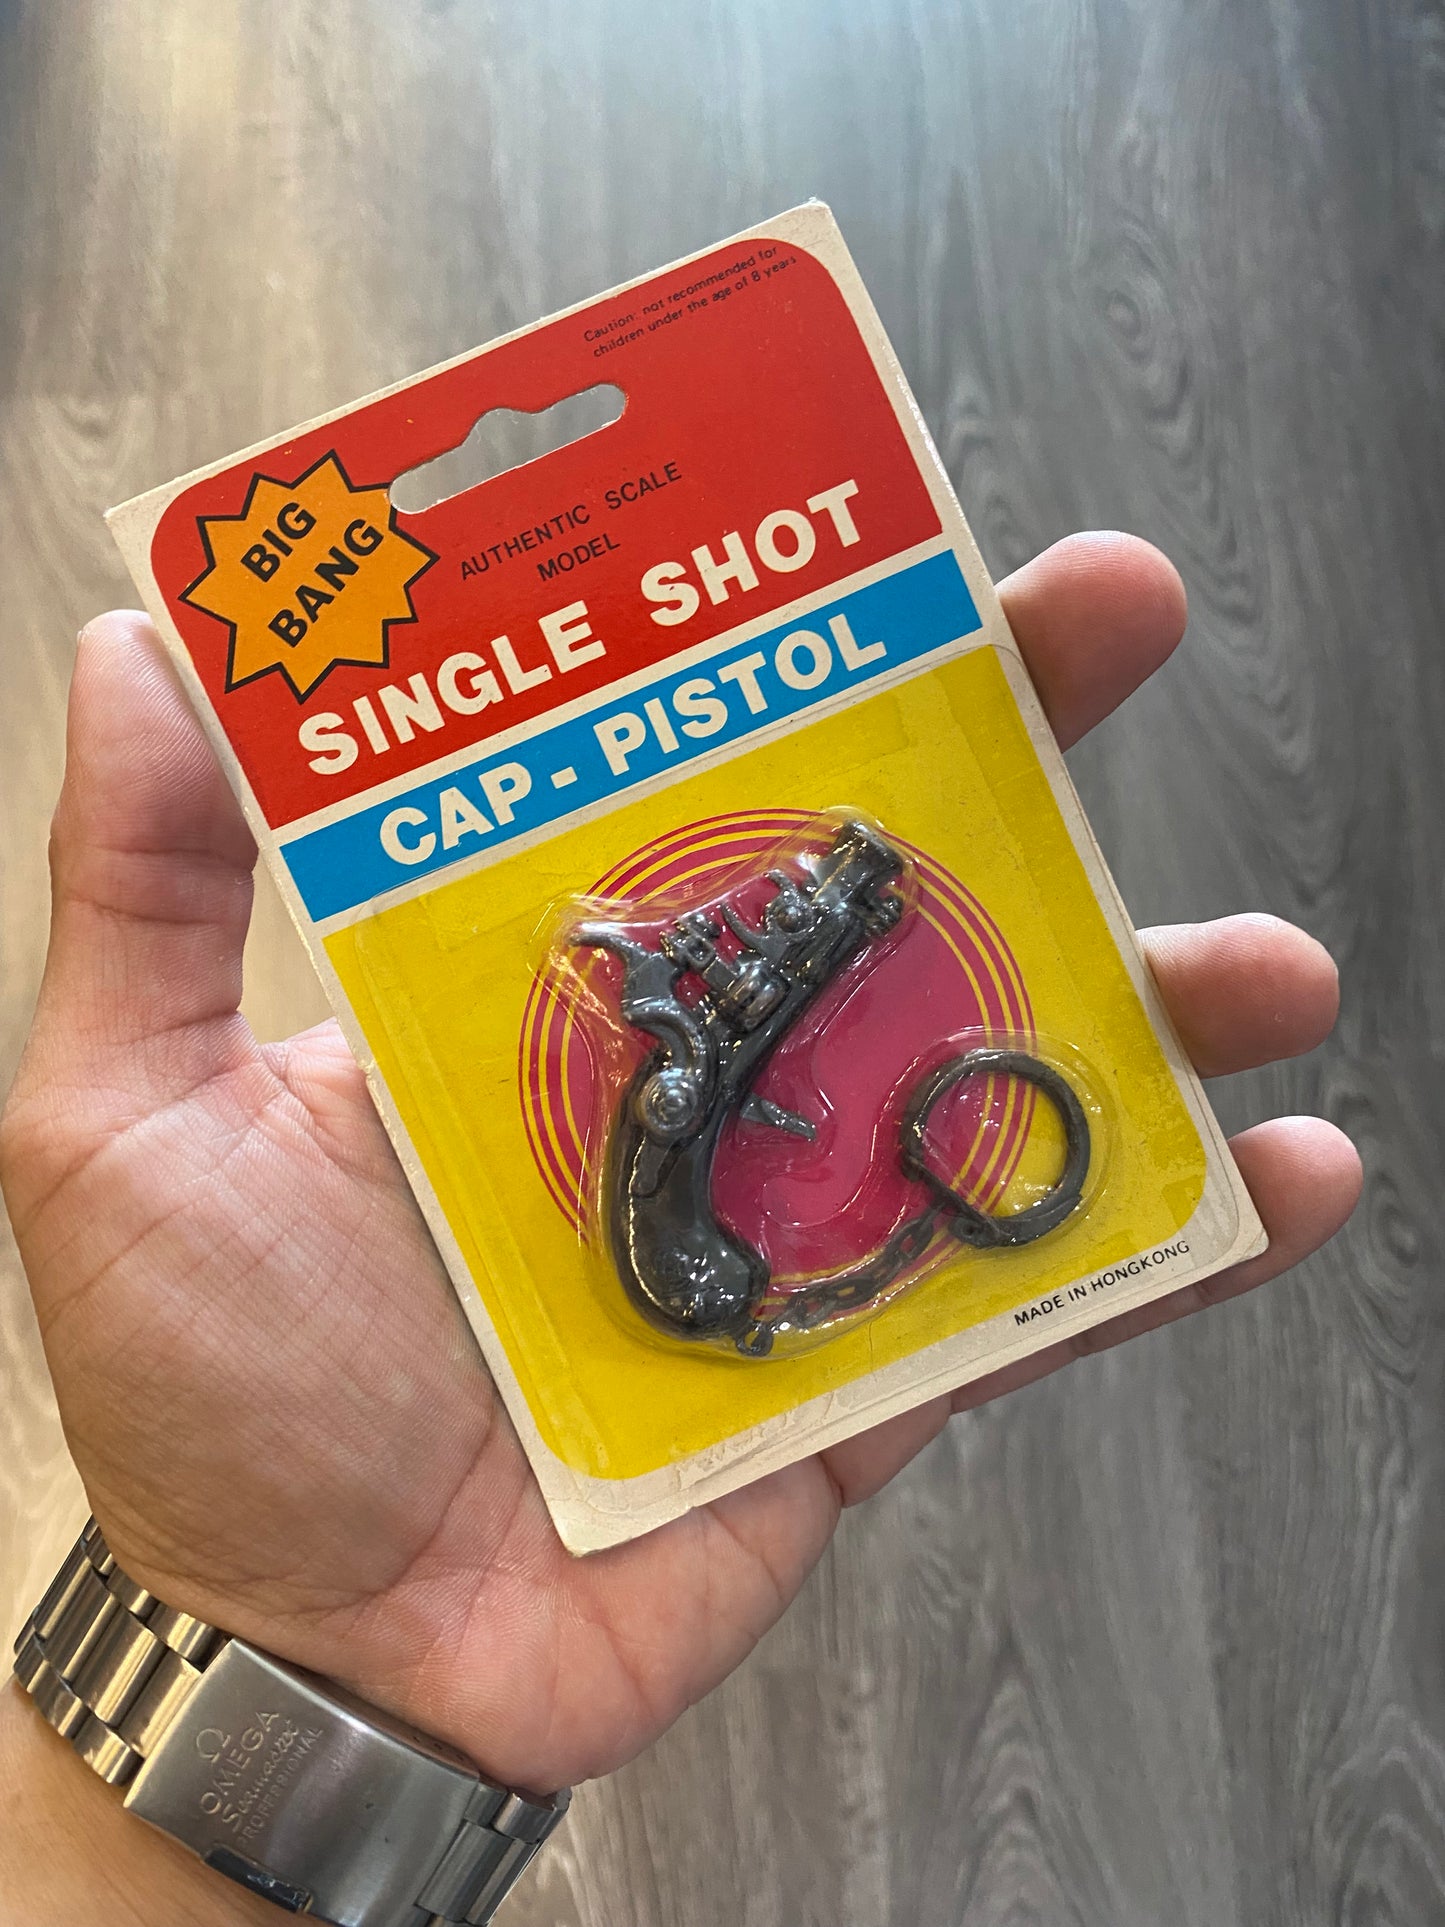 Caution: not recommended for
children under the age of 8 years
BIG
BANG
AUTHENTIC SCALE
MODEL
SINGLE SHOT
CAP-PISTOL
MADE IN HONGKONG
Ω
OMEGA
Seamaster
PROFESSIONAL